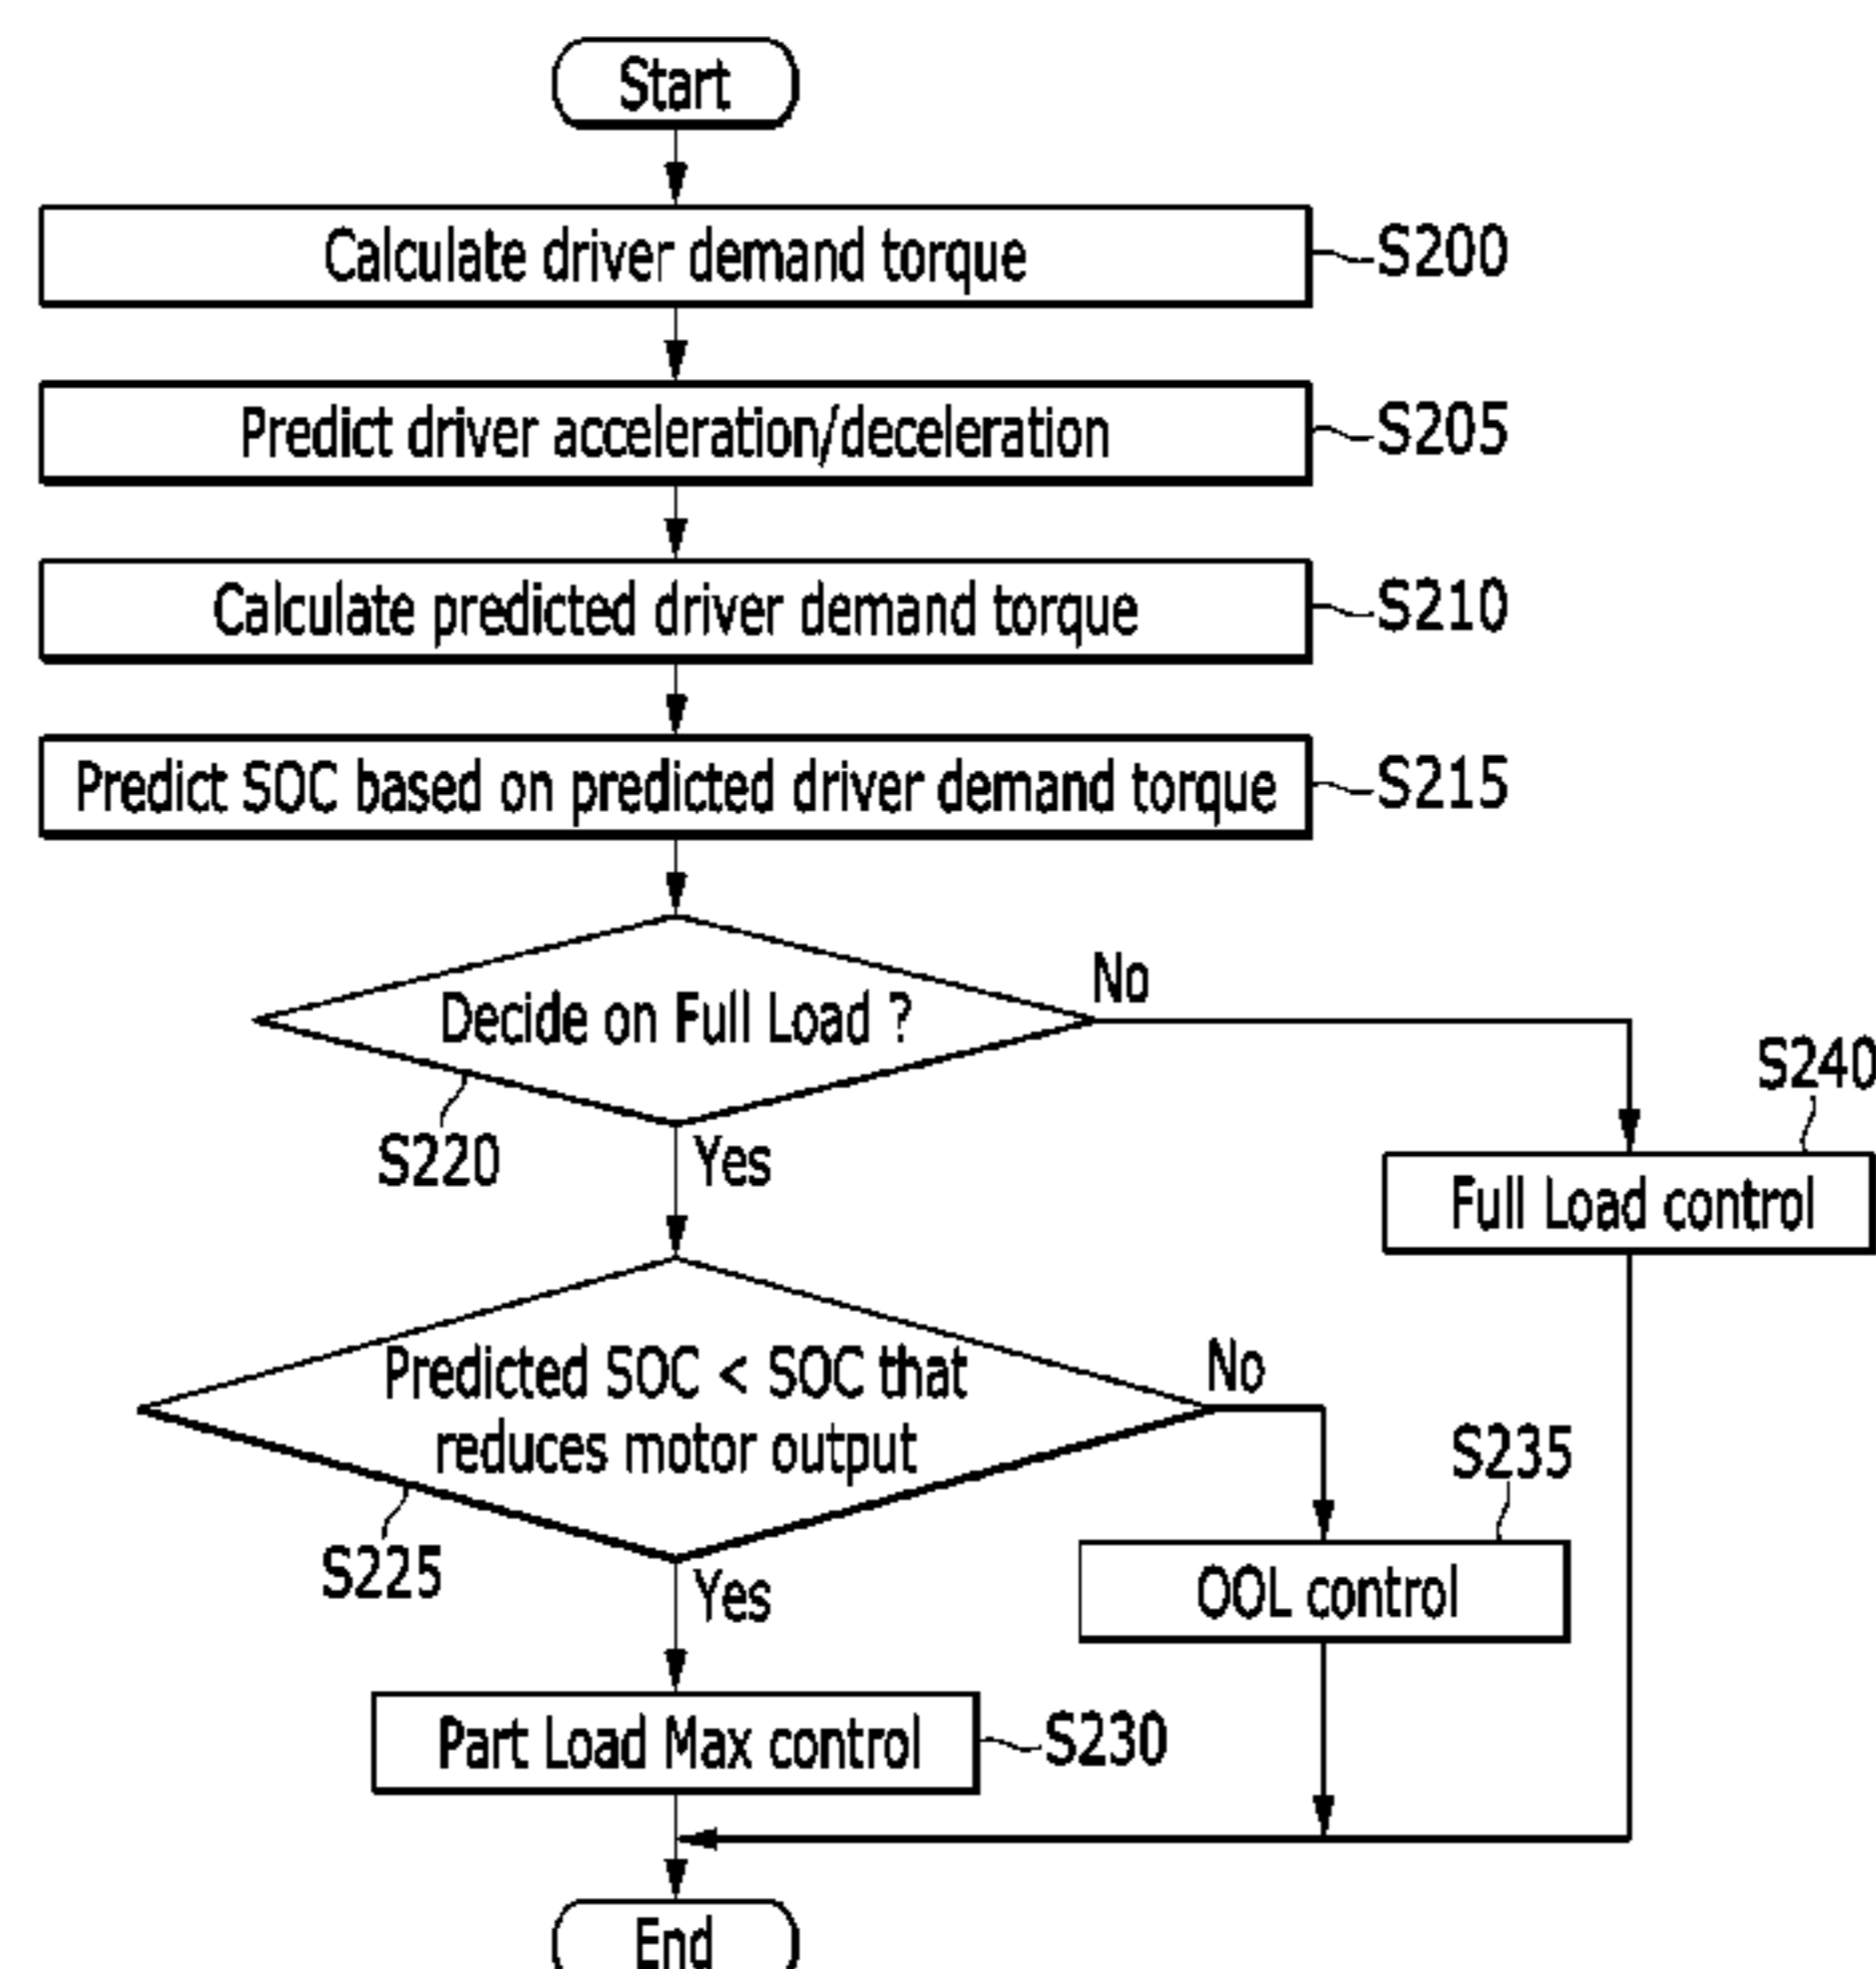 Start
Calculate driver demand torque
S200
Predict driver acceleration/deceleration
S205
Calculate predicted driver demand torque
S210
Predict SOC based on predicted driver demand torque
S215
Decide on Full Load ?
No
S220
Yes
S240
Full Load control
Predicted SOC < SOC that
reduces motor output
No
S225
Yes
S235
OOL control
Part Load Max control
S230
End